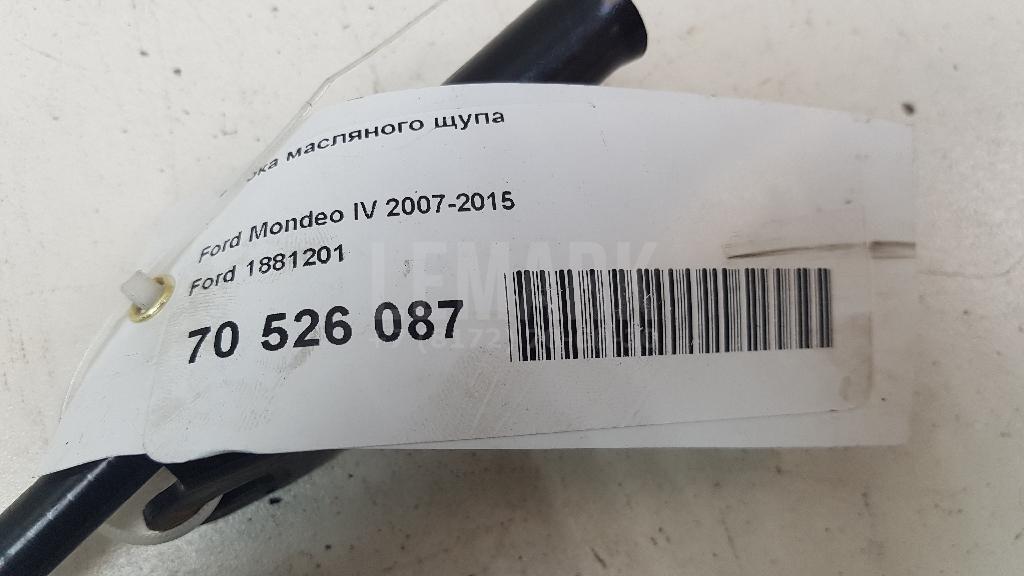 масляного щупа
Ford Mondeo IV 2007-2015
Ford 1881201
70 526 087
LEMARK